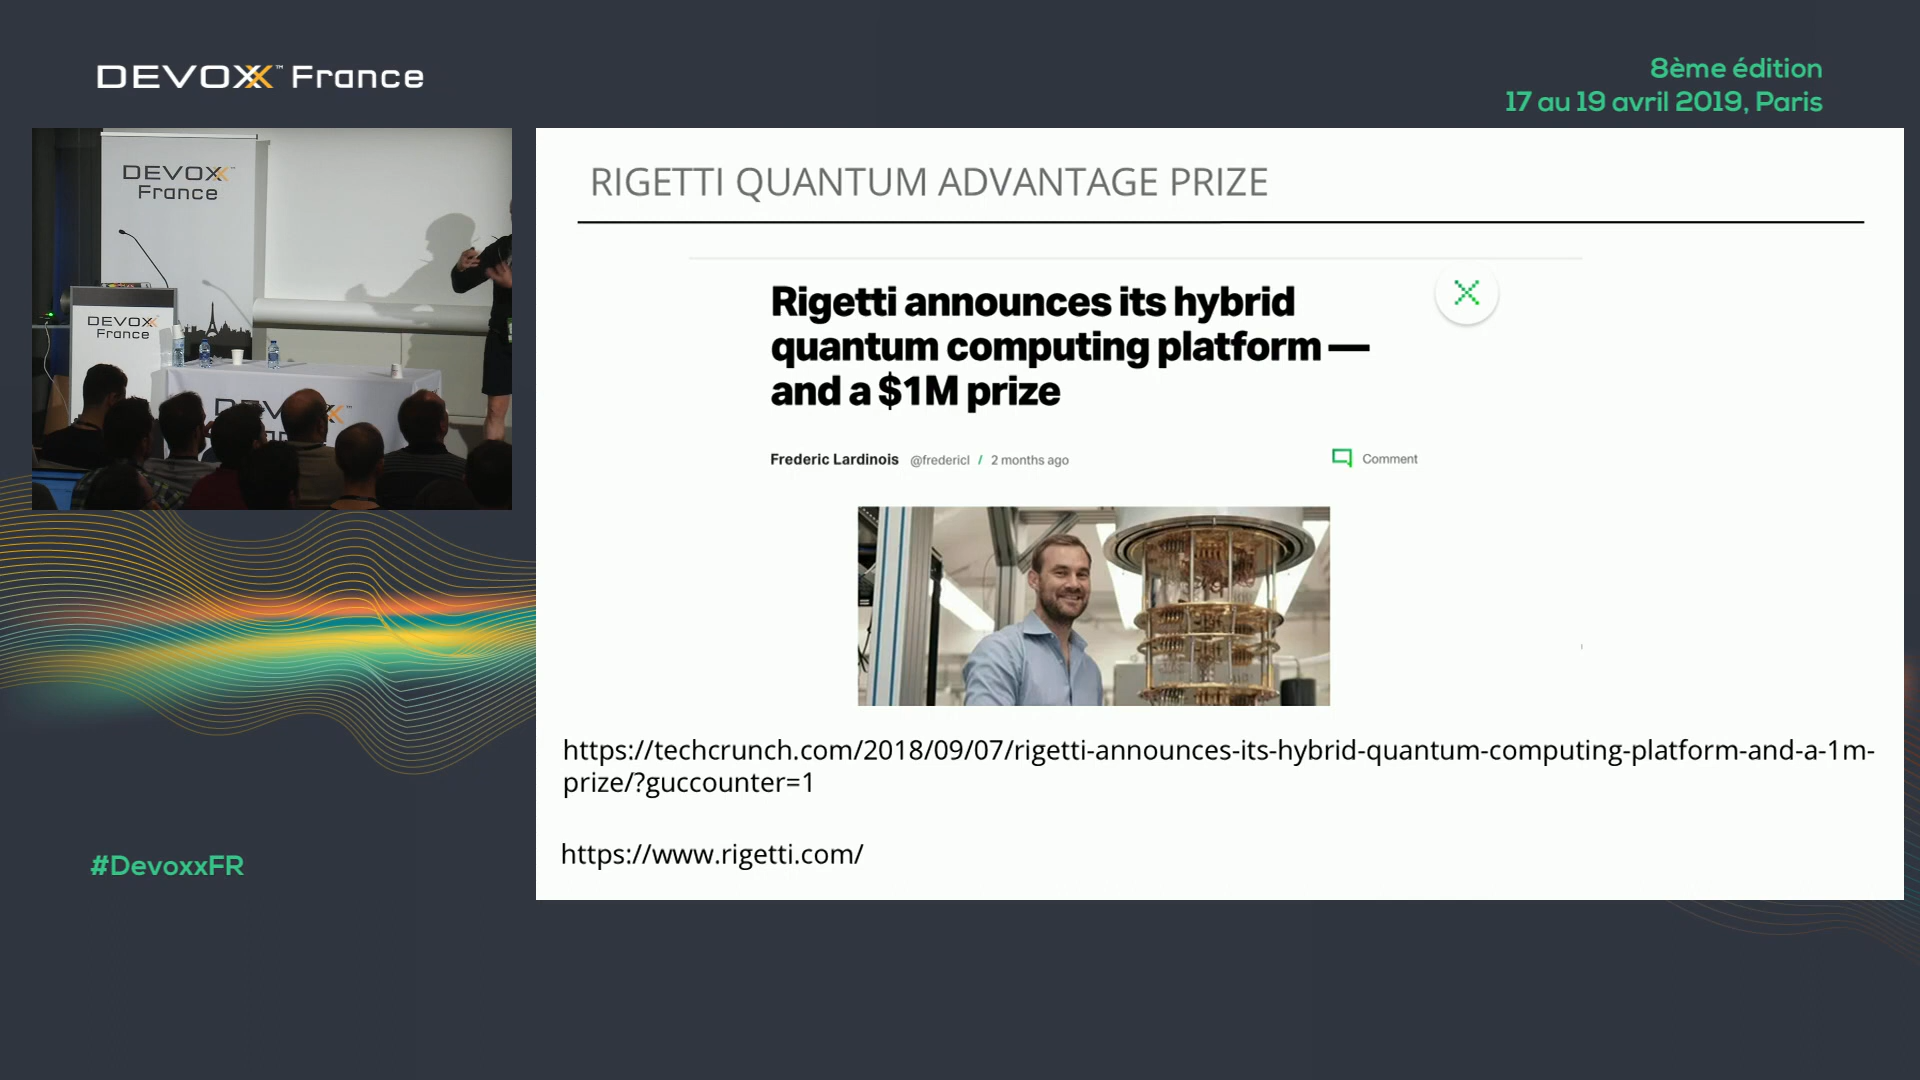 DEVOXX™ France
8ème édition
17 au 19 avril 2019, Paris
DEVOXX™
France
DEVOXX
France
RIGETTI QUANTUM ADVANTAGE PRIZE
Rigetti announces its hybrid
quantum computing platform —
and a $1M prize
Frederic Lardinois @fredericl / 2 months ago
Comment
https://techcrunch.com/2018/09/07/rigetti-announces-its-hybrid-quantum-computing-platform-and-a-1m-
prize/?guccounter=1
https://www.rigetti.com/
#DevoxxFR